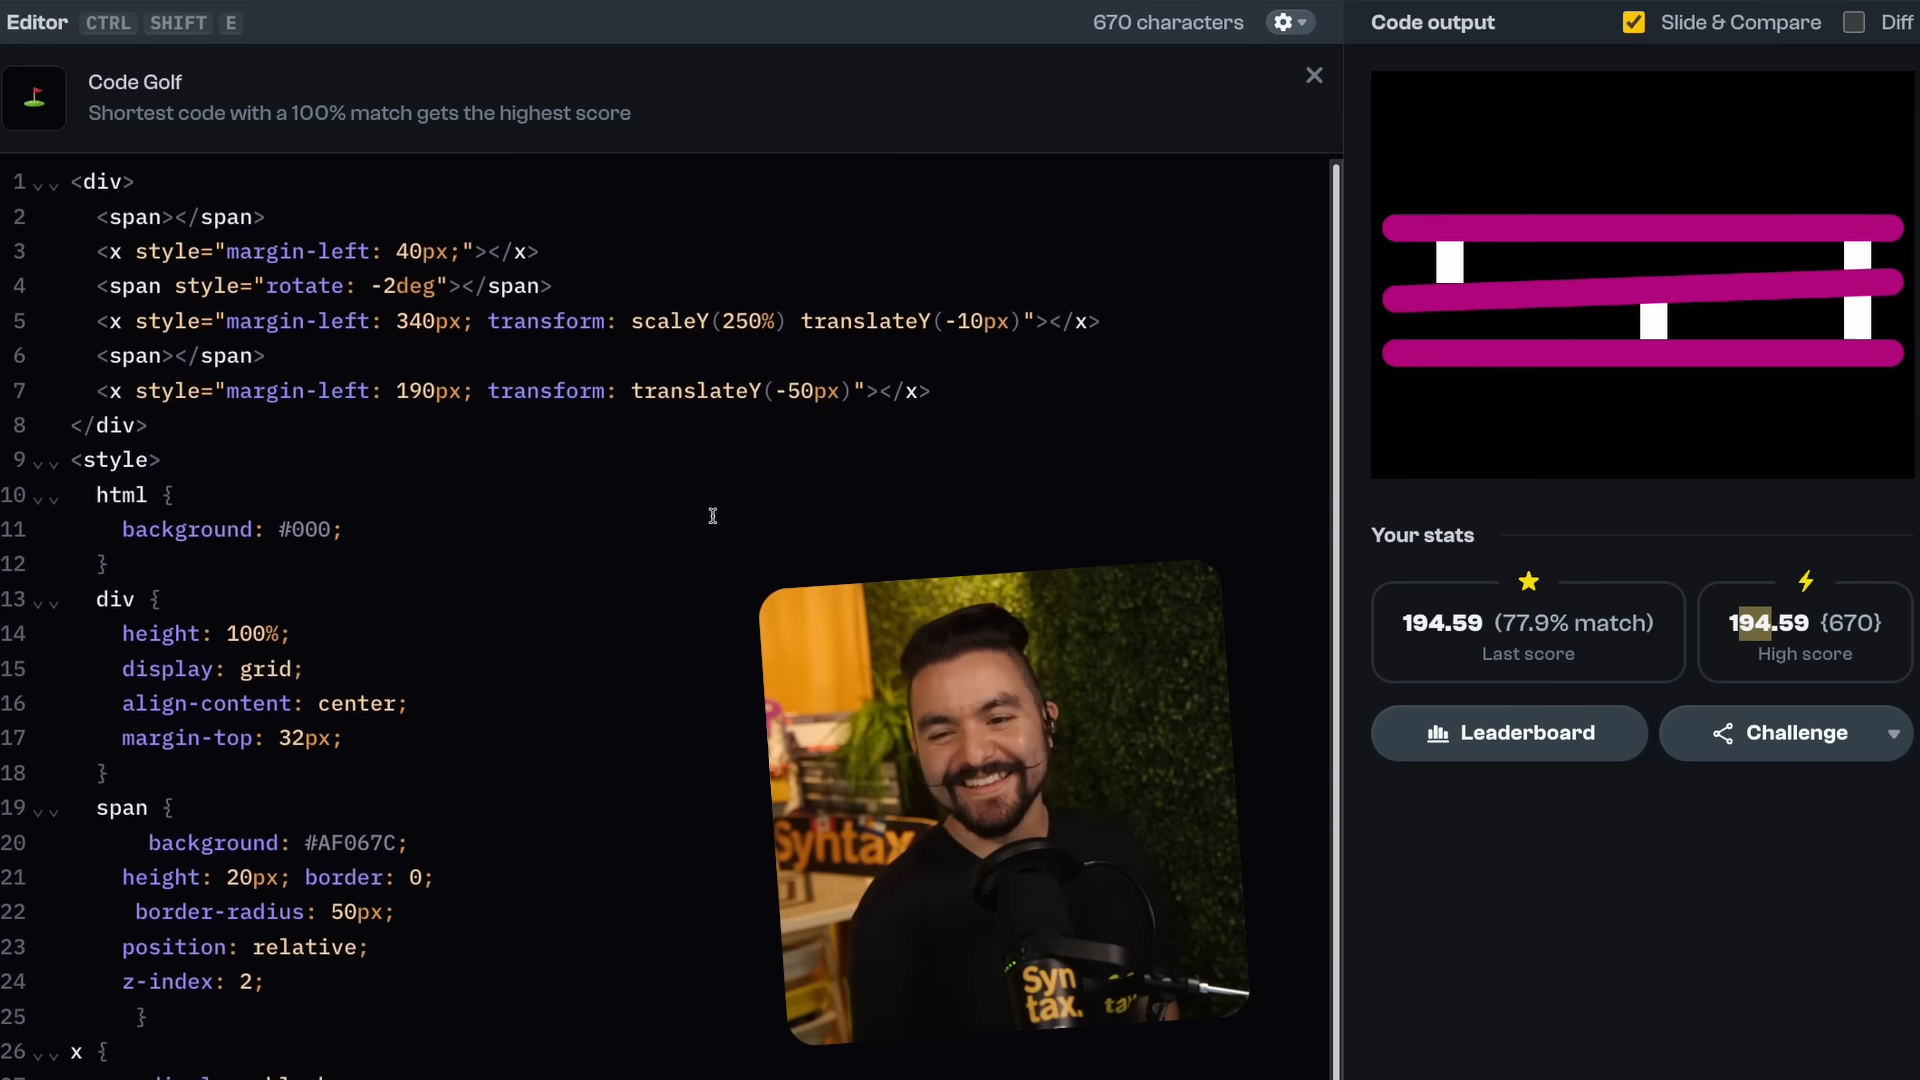 Editor CTRL SHIFT E
670 characters
Code output
Slide & Compare
Diff
Code Golf
Shortest code with a 100% match gets the highest score
1 <div>
2 <span></span>
3 <x style="margin-left: 40px;"></x>
4 <span style="rotate: -2deg"></span>
5 <x style="margin-left: 340px; transform: scaleY(250%) translateY(-10px)"></x>
6 <span></span>
7 <x style="margin-left: 190px; transform: translateY(-50px)"></x>
8 </div>
9 <style>
10 html {
11 background: #000;
12 }
13 div {
14 height: 100%;
15 display: grid;
16 align-content: center;
17 margin-top: 32px;
18 }
19 span {
20 background: #AF067C;
21 height: 20px; border: 0;
22 border-radius: 50px;
23 position: relative;
24 z-index: 2;
25 }
26 x {
Your stats
194.59 (77.9% match)
Last score
194.59 {670}
High score
Leaderboard
Challenge
Syntax
Syn
tax.